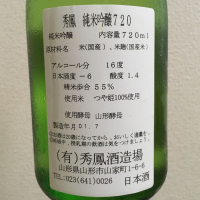 秀鳳 純米吟醸720
純米吟醸 内容量720ml
原材料名 米(国産)、米麹(国産米)
アルコール分 16度
日本酒度－6 酸度 1.4
精米歩合 55%
使用米 つや姫100%使用
使用酵母 山形酵母
製造年月 01.7
(有)秀鳳酒造場
山形県山形市山家町1-6-6
TEL:023(641)0026 日本酒